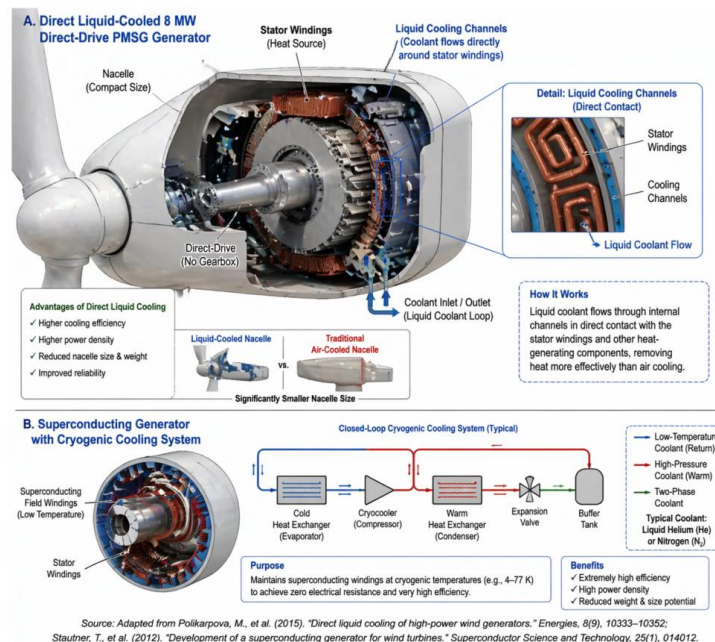 A. Direct Liquid-Cooled 8 MW
Direct-Drive PMSG Generator
Stator Windings
(Heat Source)
Liquid Cooling Channels
(Coolant flows directly
around stator windings)
Nacelle
(Compact Size)
Detail: Liquid Cooling Channels
(Direct Contact)
Stator
Windings
Cooling
Channels
Liquid Coolant Flow
Direct-Drive
(No Gearbox)
Coolant Inlet / Outlet
(Liquid Coolant Loop)
Advantages of Direct Liquid Cooling
✓ Higher cooling efficiency
✓ Higher power density
✓ Reduced nacelle size & weight
✓ Improved reliability
Liquid-Cooled Nacelle
vs.
Traditional
Air-Cooled Nacelle
Significantly Smaller Nacelle Size
How It Works
Liquid coolant flows through internal
channels in direct contact with the
stator windings and other heat-
generating components, removing
heat more effectively than air cooling.
B. Superconducting Generator
with Cryogenic Cooling System
Superconducting
Field Windings
(Low Temperature)
Stator
Windings
Closed-Loop Cryogenic Cooling System (Typical)
Cold
Heat Exchanger
(Evaporator)
Cryocooler
(Compressor)
Warm
Heat Exchanger
(Condenser)
Expansion
Valve
Buffer
Tank
Low-Temperature
Coolant (Return)
High-Pressure
Coolant (Warm)
Two-Phase
Coolant
Typical Coolant:
Liquid Helium (He)
or Nitrogen (N₂)
Purpose
Maintains superconducting windings at cryogenic temperatures (e.g., 4–77 K)
to achieve zero electrical resistance and very high efficiency.
Benefits
✓ Extremely high efficiency
✓ High power density
✓ Reduced weight & size potential
Source: Adapted from Polikarpova, M., et al. (2015). "Direct liquid cooling of high-power wind generators." Energies, 8(9), 10333–10352;
Stautner, T., et al. (2012). "Development of a superconducting generator for wind turbines." Superconductor Science and Technology, 25(1), 014012.